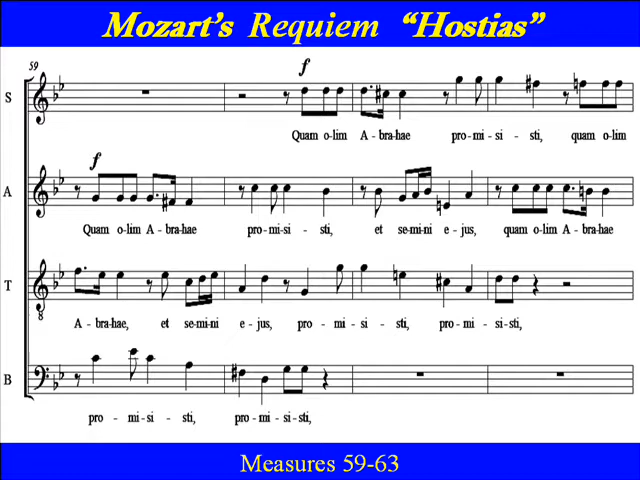 Mozart's Requiem "Hostias"
59
f
S
Quam o-lim A-bra-hae pro-mi-si-sti, quam o-lim
f
A
Quam o-lim A-bra-hae pro-mi-si-sti, et se-mi-ni e-jus, quam o-lim A-bra-hae
T
8
A-bra-hae, et se-mi-ni e-jus, pro-mi-si-sti, pro-mi-si-sti,
B
pro-mi-si-sti, pro-mi-si-sti,
Measures 59-63